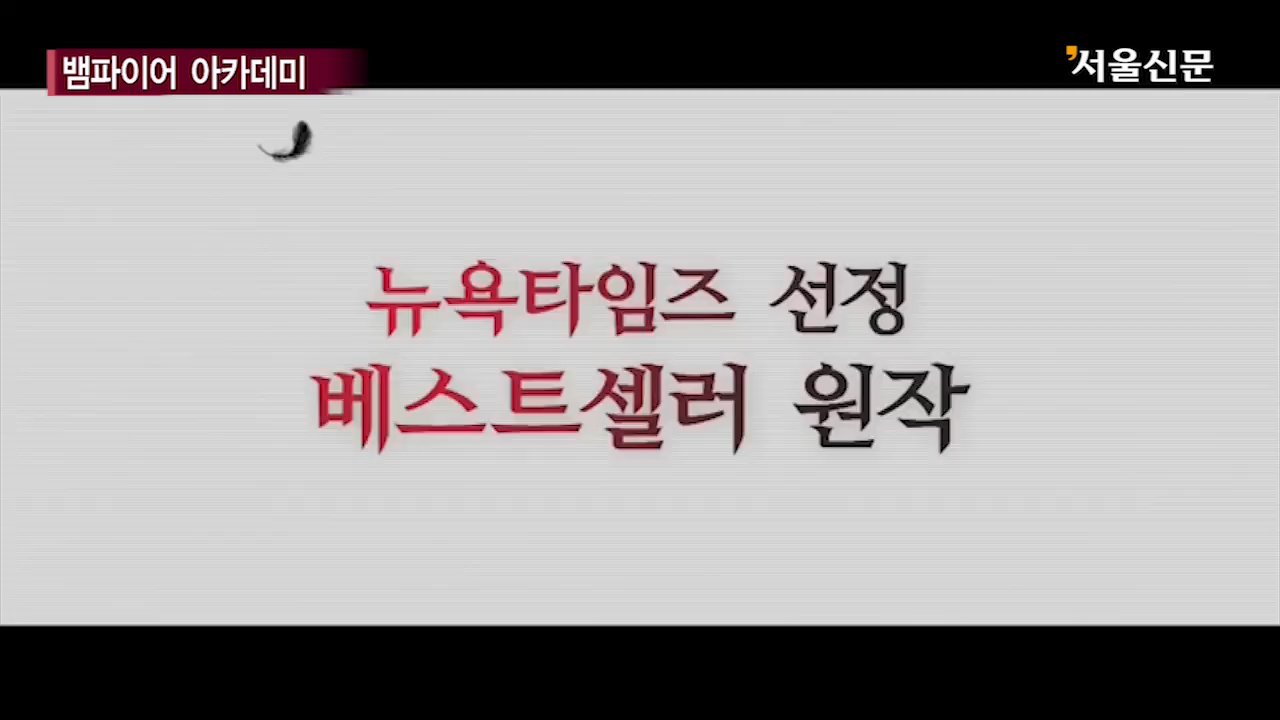 뱀파이어 아카데미
서울신문
뉴욕타임즈 선정
베스트셀러 원작